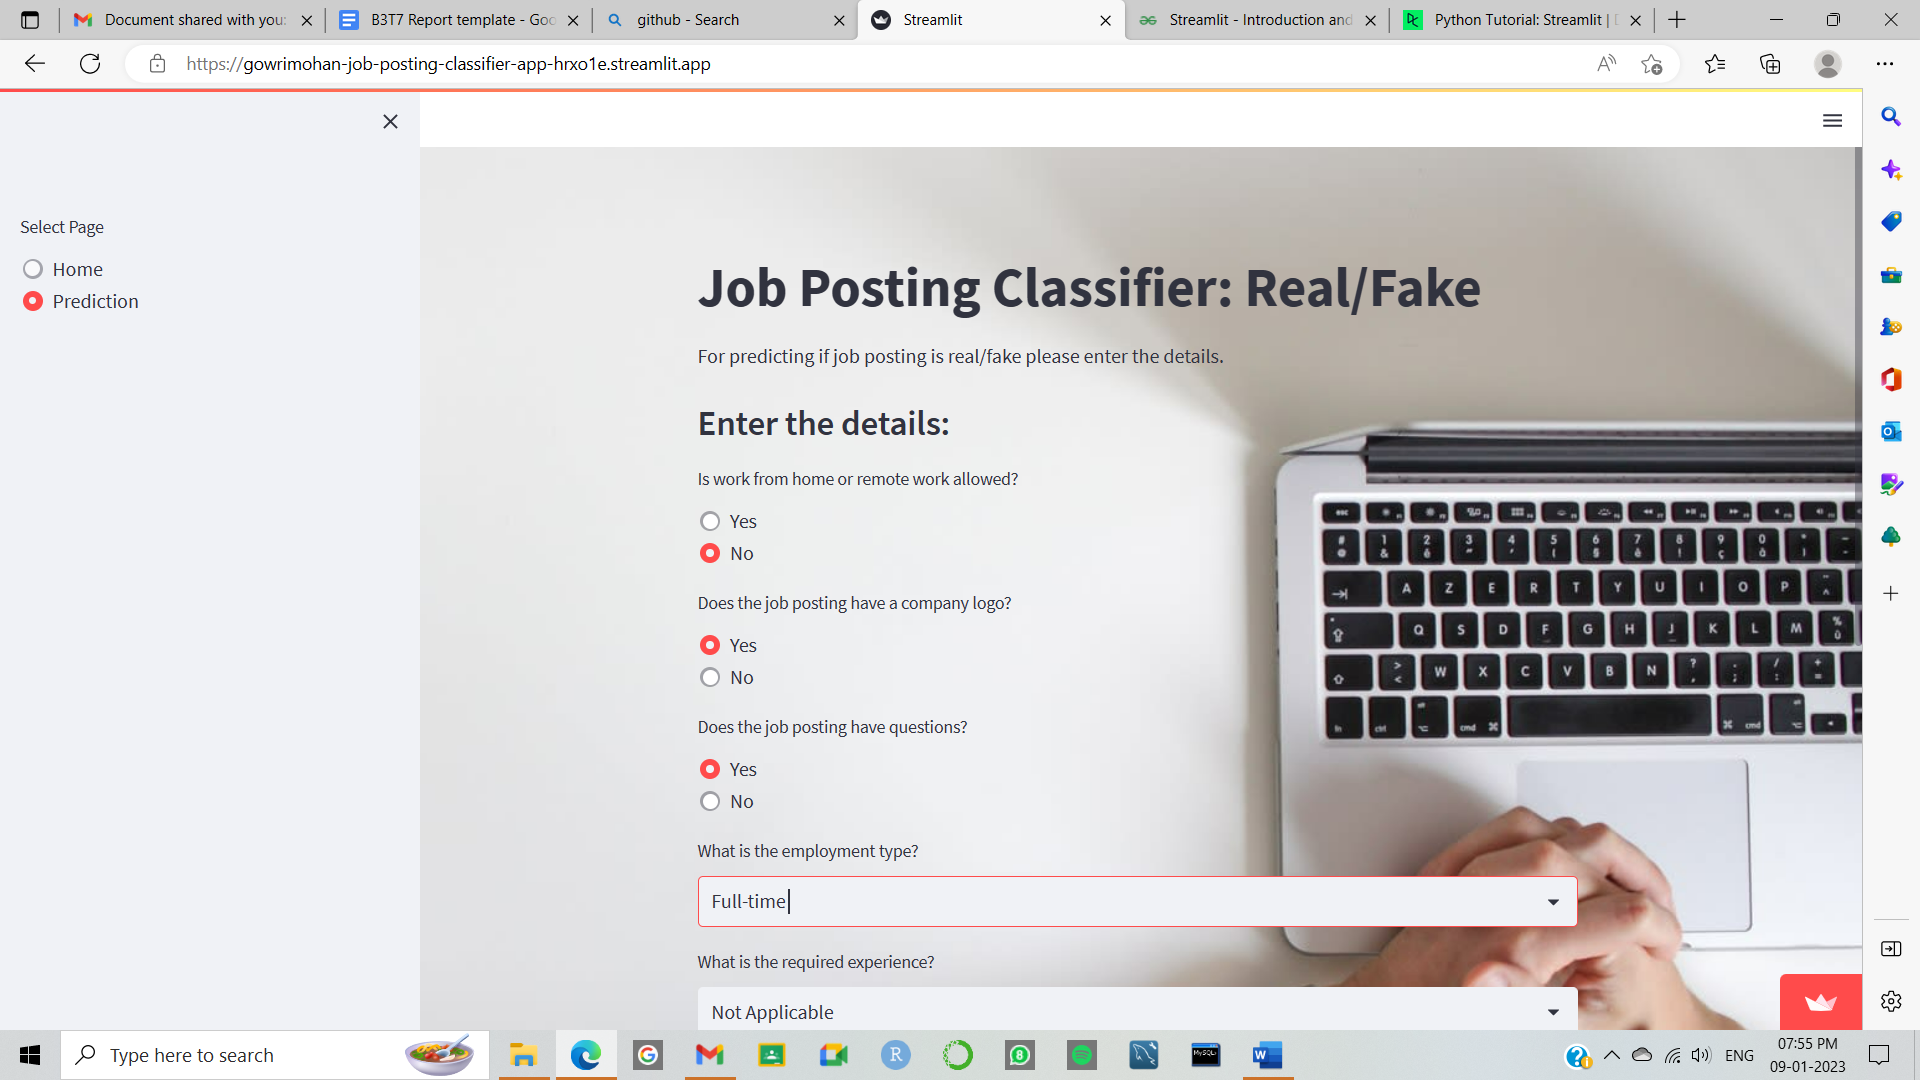 Document shared with you:
B3T7 Report template - Goo
github - Search
Streamlit
Streamlit - Introduction and
Python Tutorial: Streamlit |
https://gowrimohan-job-posting-classifier-app-hrxo1e.streamlit.app
Select Page
Home
Prediction
Job Posting Classifier: Real/Fake
For predicting if job posting is real/fake please enter the details.
Enter the details:
Is work from home or remote work allowed?
Yes
No
Does the job posting have a company logo?
Yes
No
Does the job posting have questions?
Yes
No
What is the employment type?
Full-time
What is the required experience?
Not Applicable
Type here to search
ENG
07:55 PM
09-01-2023